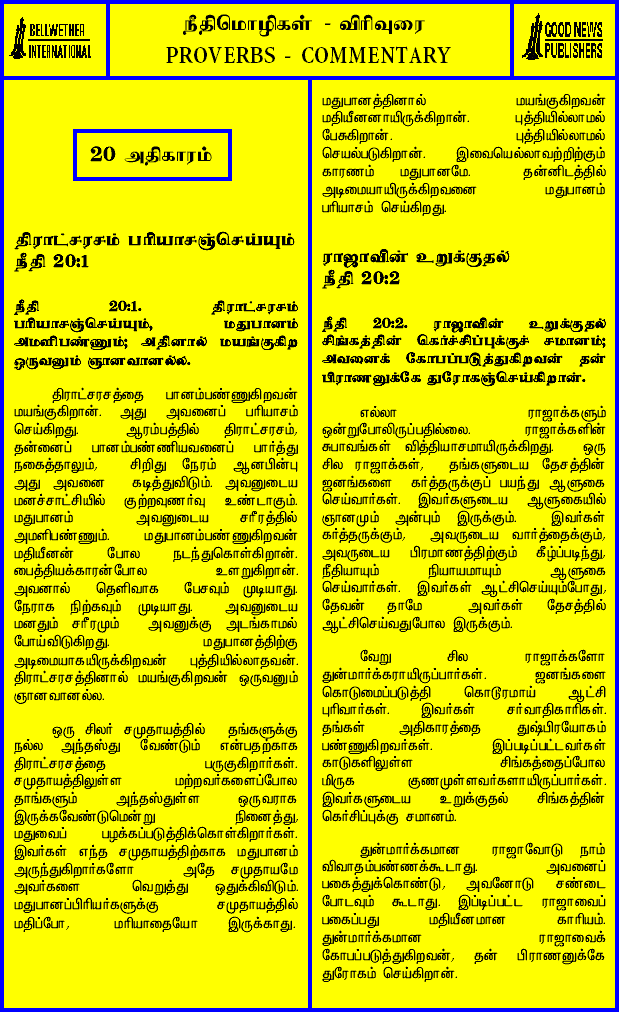 BELLWETHER
INTERNATIONAL
நீதிமொழிகள் - விரிவுரை
PROVERBS - COMMENTARY
GOOD NEWS
PUBLISHERS
20 அதிகாரம்
திராட்சரசம் பரியாசஞ்செய்யும்
நீதி 20:1
நீதி 20:1. திராட்சரசம்
பரியாசஞ்செய்யும், மதுபானம்
அமளிபண்ணும்; அதினால் மயங்குகிற
ஒருவனும் ஞானவானல்ல.
திராட்சரசத்தை பானம்பண்ணுகிறவன்
மயங்குகிறான். அது அவனைப் பரியாசம்
செய்கிறது. ஆரம்பத்தில் திராட்சரசம்,
தன்னைப் பானம்பண்ணியவனைப் பார்த்து
நகைத்தாலும், சிறிது நேரம் ஆனபின்பு
அது அவனை கடித்துவிடும். அவனுடைய
மனச்சாட்சியில் குற்றவுணர்வு உண்டாகும்.
மதுபானம் அவனுடைய சரீரத்தில்
அமளிபண்ணும். மதுபானம்பண்ணுகிறவன்
மதியீனன் போல நடந்துகொள்கிறான்.
பைத்தியக்காரன்போல உளறுகிறான்.
அவனால் தெளிவாக பேசவும் முடியாது.
நேராக நிற்கவும் முடியாது. அவனுடைய
மனதும் சரீரமும் அவனுக்கு அடங்காமல்
போய்விடுகிறது. மதுபானத்திற்கு
அடிமையாகயிருக்கிறவன் புத்தியில்லாதவன்.
திராட்சரசத்தினால் மயங்குகிறவன் ஒருவனும்
ஞானவானல்ல.
ஒரு சிலர் சமுதாயத்தில் தங்களுக்கு
நல்ல அந்தஸ்து வேண்டும் என்பதற்காக
திராட்சரசத்தை பருகுகிறார்கள்.
சமுதாயத்திலுள்ள மற்றவர்களைப்போல
தாங்களும் அந்தஸ்துள்ள ஒருவராக
இருக்கவேண்டுமென்று நினைத்து,
மதுவைப் பழக்கப்படுத்திக்கொள்கிறார்கள்.
இவர்கள் எந்த சமுதாயத்திற்காக மதுபானம்
அருந்துகிறார்களோ அதே சமுதாயமே
அவர்களை வெறுத்து ஒதுக்கிவிடும்.
மதுபானப்பிரியர்களுக்கு சமுதாயத்தில்
மதிப்போ, மரியாதையோ இருக்காது.
மதுபானத்தினால் மயங்குகிறவன்
மதியீனனாயிருக்கிறான். புத்தியில்லாமல்
பேசுகிறான். புத்தியில்லாமல்
செயல்படுகிறான். இவையெல்லாவற்றிற்கும்
காரணம் மதுபானமே. தன்னிடத்தில்
அடிமையாயிருக்கிறவனை மதுபானம்
பரியாசம் செய்கிறது.
ராஜாவின் உறுக்குதல்
நீதி 20:2
நீதி 20:2. ராஜாவின் உறுக்குதல்
சிங்கத்தின் கெர்ச்சிப்புக்குச் சமானம்;
அவனைக் கோபப்படுத்துகிறவன் தன்
பிராணனுக்கே துரோகஞ்செய்கிறான்.
எல்லா ராஜாக்களும்
ஒன்றுபோலிருப்பதில்லை. ராஜாக்களின்
சுபாவங்கள் வித்தியாசமாயிருக்கிறது. ஒரு
சில ராஜாக்கள், தங்களுடைய தேசத்தின்
ஜனங்களை கர்த்தருக்குப் பயந்து ஆளுகை
செய்வார்கள். இவர்களுடைய ஆளுகையில்
ஞானமும் அன்பும் இருக்கும். இவர்கள்
கர்த்தருக்கும், அவருடைய வார்த்தைக்கும்,
அவருடைய பிரமாணத்திற்கும் கீழ்ப்படிந்து,
நீதியாயும் நியாயமாயும் ஆளுகை
செய்வார்கள். இவர்கள் ஆட்சிசெய்யும்போது,
தேவன் தாமே அவர்கள் தேசத்தில்
ஆட்சிசெய்வதுபோல இருக்கும்.
வேறு சில ராஜாக்களோ
துன்மார்க்கராயிருப்பார்கள். ஜனங்களை
கொடுமைப்படுத்தி கொடூரமாய் ஆட்சி
புரிவார்கள். இவர்கள் சர்வாதிகாரிகள்.
தங்கள் அதிகாரத்தை துஷ்பிரயோகம்
பண்ணுகிறவர்கள். இப்படிப்பட்டவர்கள்
காடுகளிலுள்ள சிங்கத்தைப்போல
மிருக குணமுள்ளவர்களாயிருப்பார்கள்.
இவர்களுடைய உறுக்குதல் சிங்கத்தின்
கெர்சிப்புக்கு சமானம்.
துன்மார்க்கமான ராஜாவோடு நாம்
விவாதம்பண்ணக்கூடாது. அவனைப்
பகைத்துக்கொண்டு, அவனோடு சண்டை
போடவும் கூடாது. இப்படிப்பட்ட ராஜாவைப்
பகைப்பது மதியீனமான காரியம்.
துன்மார்க்கமான ராஜாவைக்
கோபப்படுத்துகிறவன், தன் பிராணனுக்கே
துரோகம் செய்கிறான்.